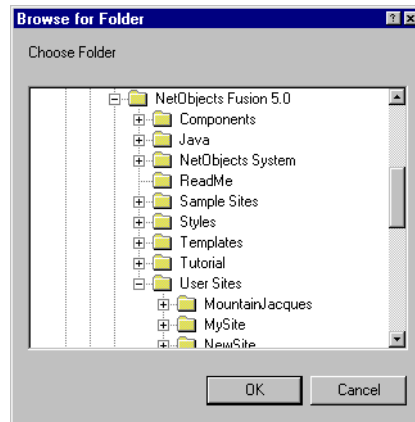 Browse for Folder
Choose Folder
NetObjects Fusion 5.0
Components
Java
NetObjects System
ReadMe
Sample Sites
Styles
Templates
Tutorial
User Sites
MountainJacques
MySite
NewSite
OK Cancel